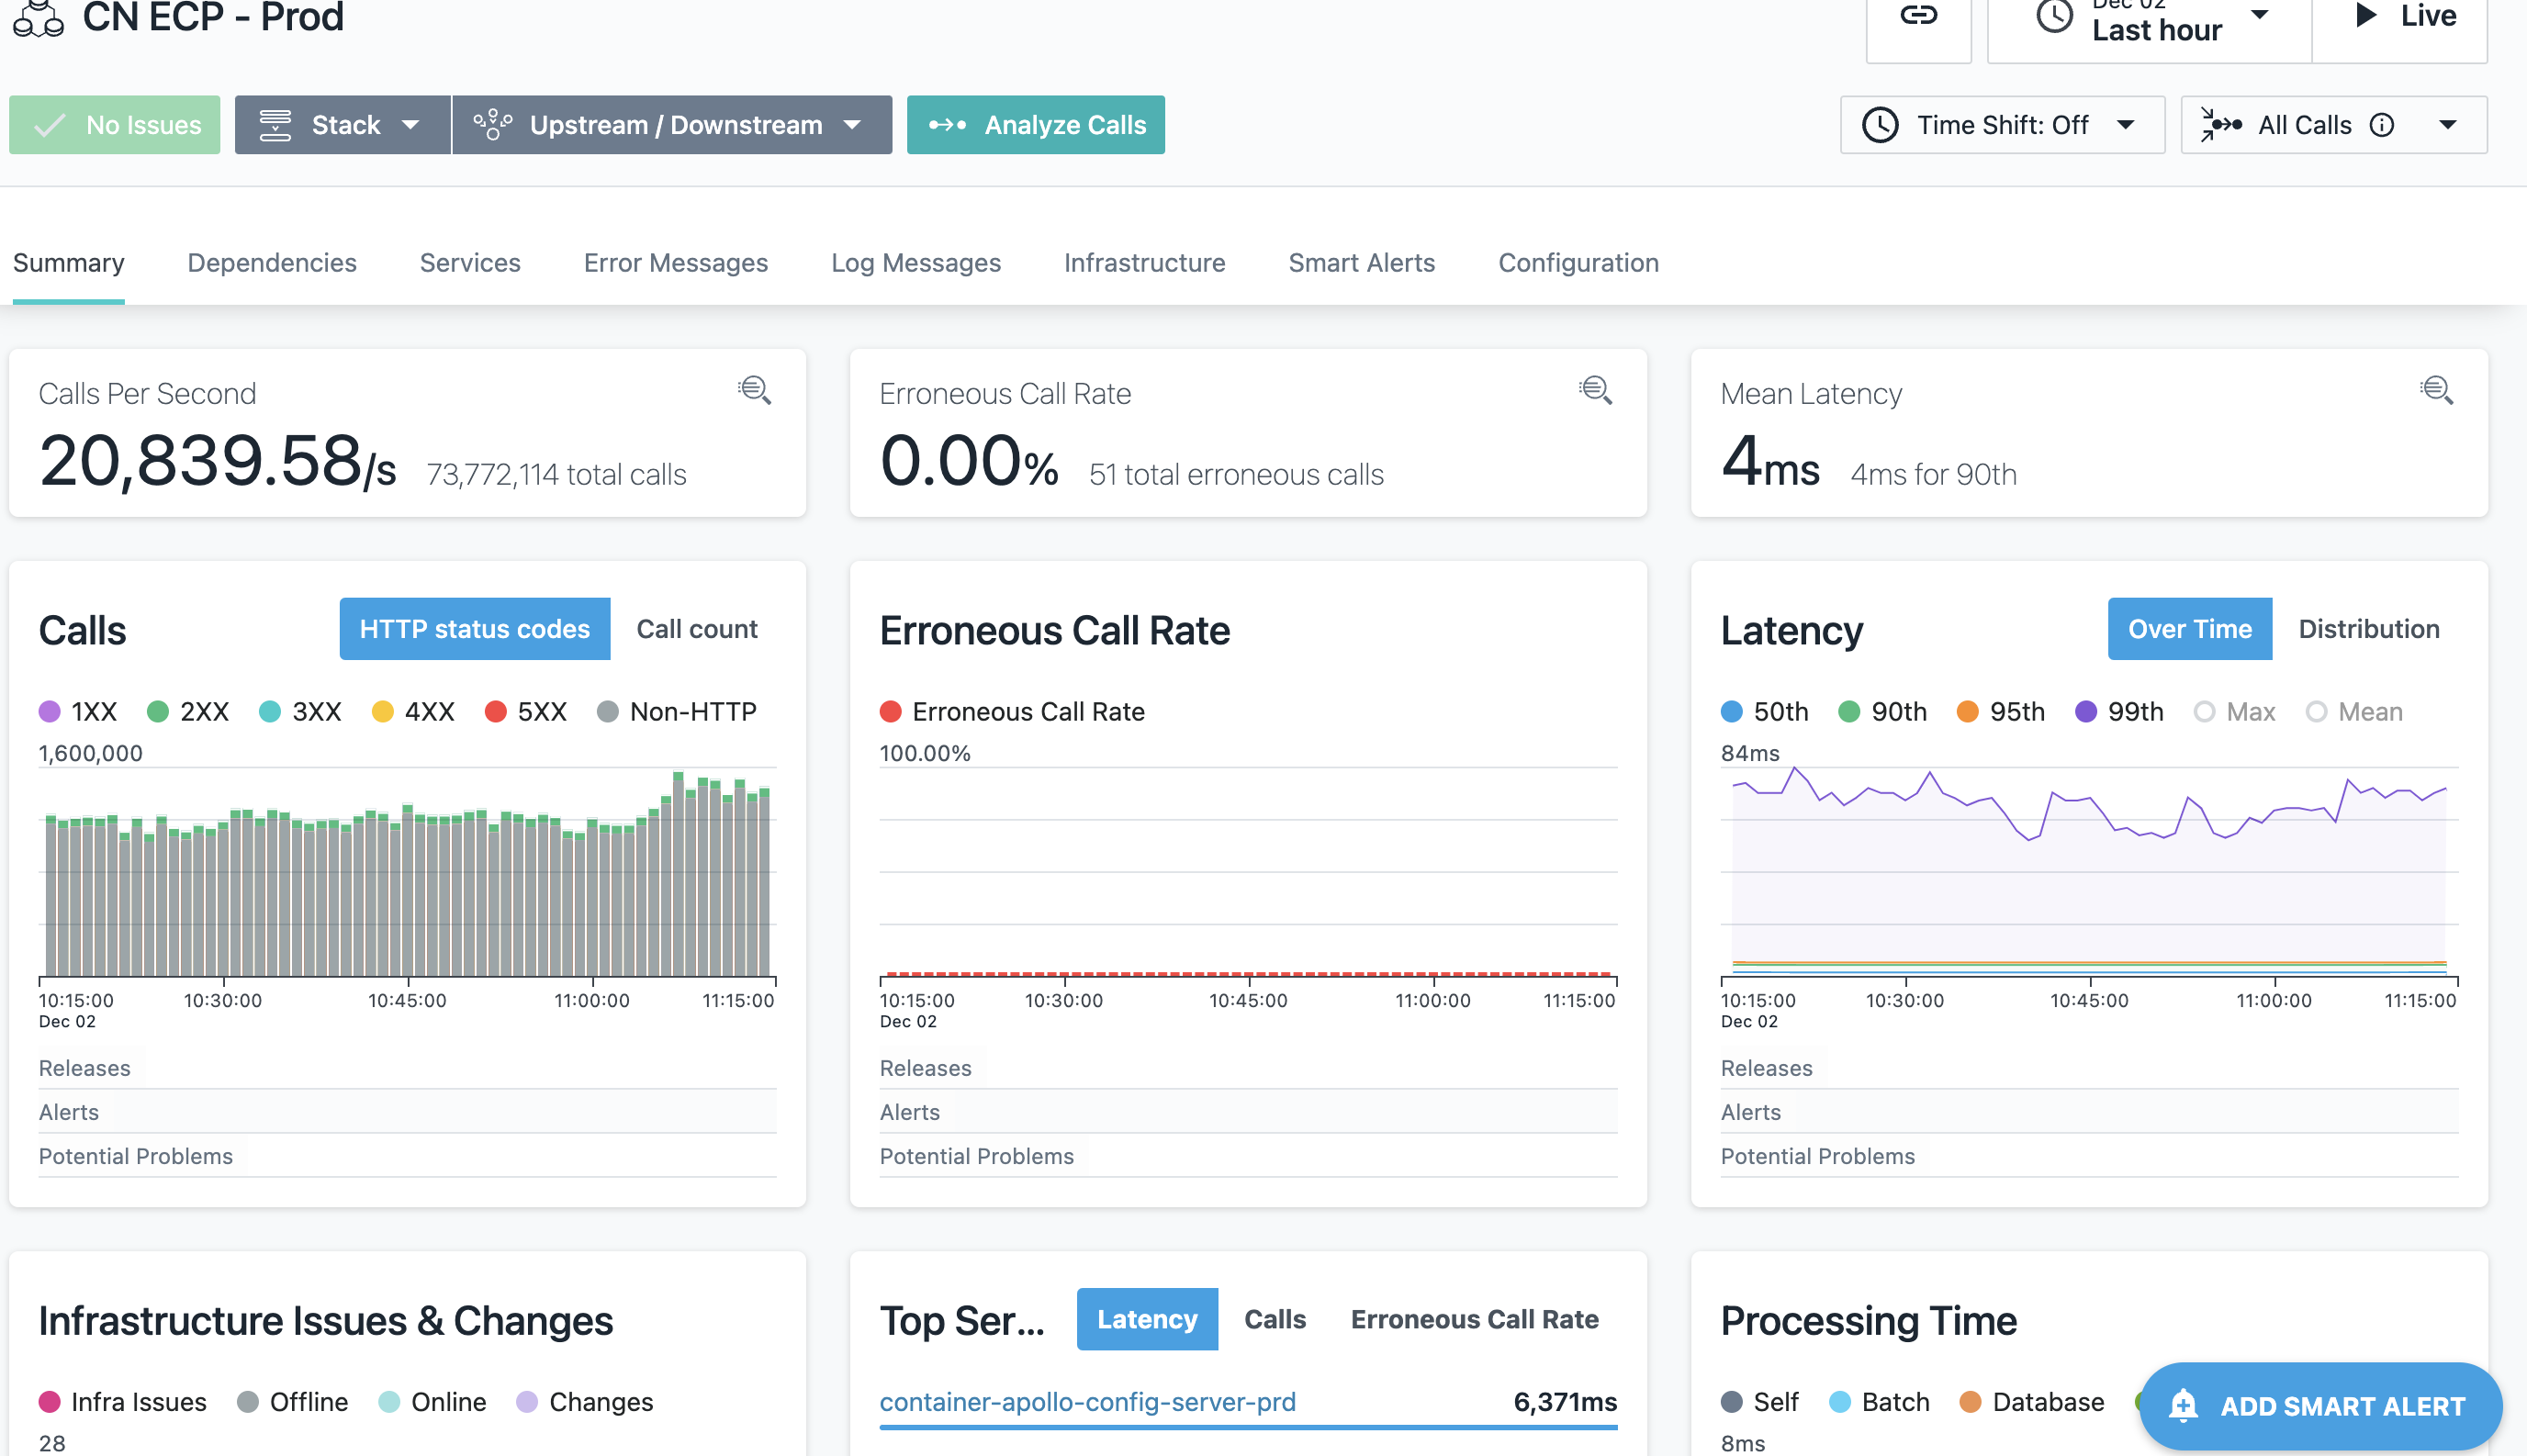 CN ECP - Prod
Dec 02
Last hour
Live
No Issues
Stack
Upstream / Downstream
Analyze Calls
Time Shift: Off
All Calls
Summary
Dependencies
Services
Error Messages
Log Messages
Infrastructure
Smart Alerts
Configuration
Calls Per Second
20,839.58/s 73,772,114 total calls
Erroneous Call Rate
0.00% 51 total erroneous calls
Mean Latency
4ms 4ms for 90th
Calls
HTTP status codes
Call count
1XX 2XX 3XX 4XX 5XX Non-HTTP
1,600,000
10:15:00 10:30:00 10:45:00 11:00:00 11:15:00
Dec 02
Releases
Alerts
Potential Problems
Erroneous Call Rate
Erroneous Call Rate
100.00%
10:15:00 10:30:00 10:45:00 11:00:00 11:15:00
Dec 02
Releases
Alerts
Potential Problems
Latency
Over Time
Distribution
50th 90th 95th 99th Max Mean
84ms
10:15:00 10:30:00 10:45:00 11:00:00 11:15:00
Dec 02
Releases
Alerts
Potential Problems
Infrastructure Issues & Changes
Infra Issues Offline Online Changes
28
Top Ser...
Latency
Calls
Erroneous Call Rate
container-apollo-config-server-prd 6,371ms
Processing Time
Self Batch Database
8ms
ADD SMART ALERT